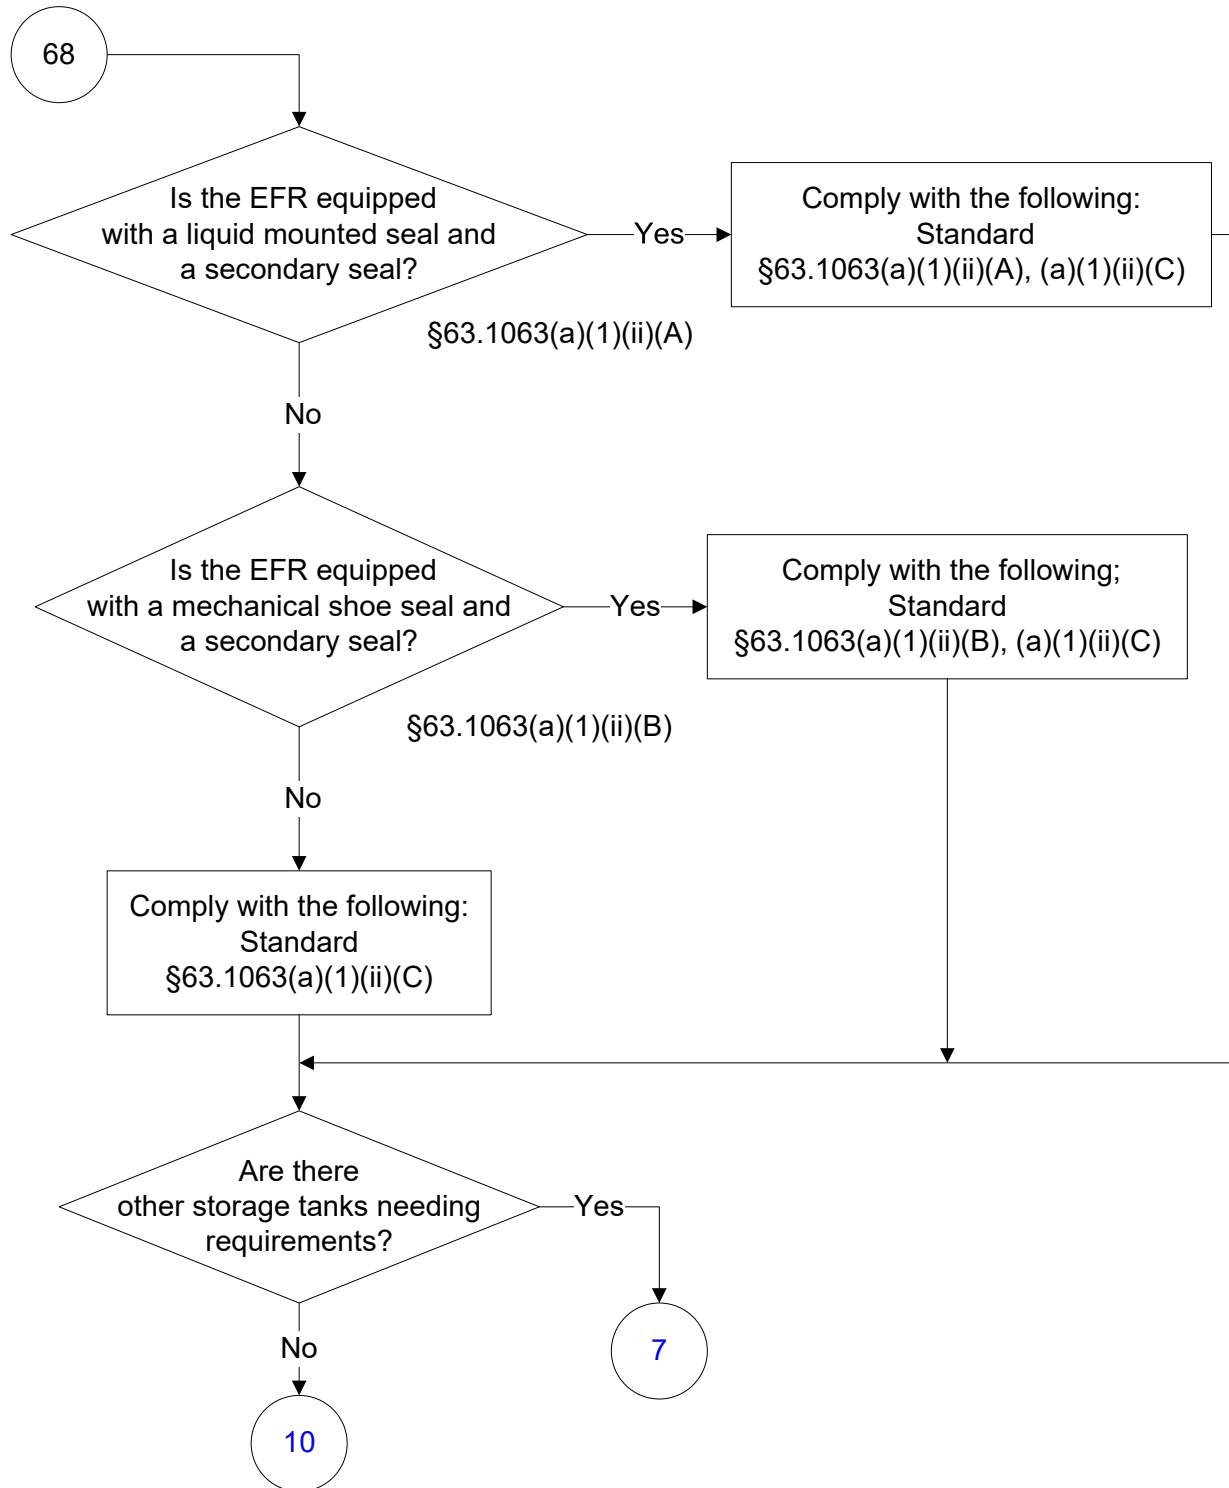 68
Is the EFR equipped
with a liquid mounted seal and
a secondary seal?
Yes
Comply with the following:
Standard
§63.1063(a)(1)(ii)(A), (a)(1)(ii)(C)
§63.1063(a)(1)(ii)(A)
No
Is the EFR equipped
with a mechanical shoe seal and
a secondary seal?
Yes
Comply with the following;
Standard
§63.1063(a)(1)(ii)(B), (a)(1)(ii)(C)
§63.1063(a)(1)(ii)(B)
No
Comply with the following:
Standard
§63.1063(a)(1)(ii)(C)
Are there
other storage tanks needing
requirements?
Yes
7
No
10